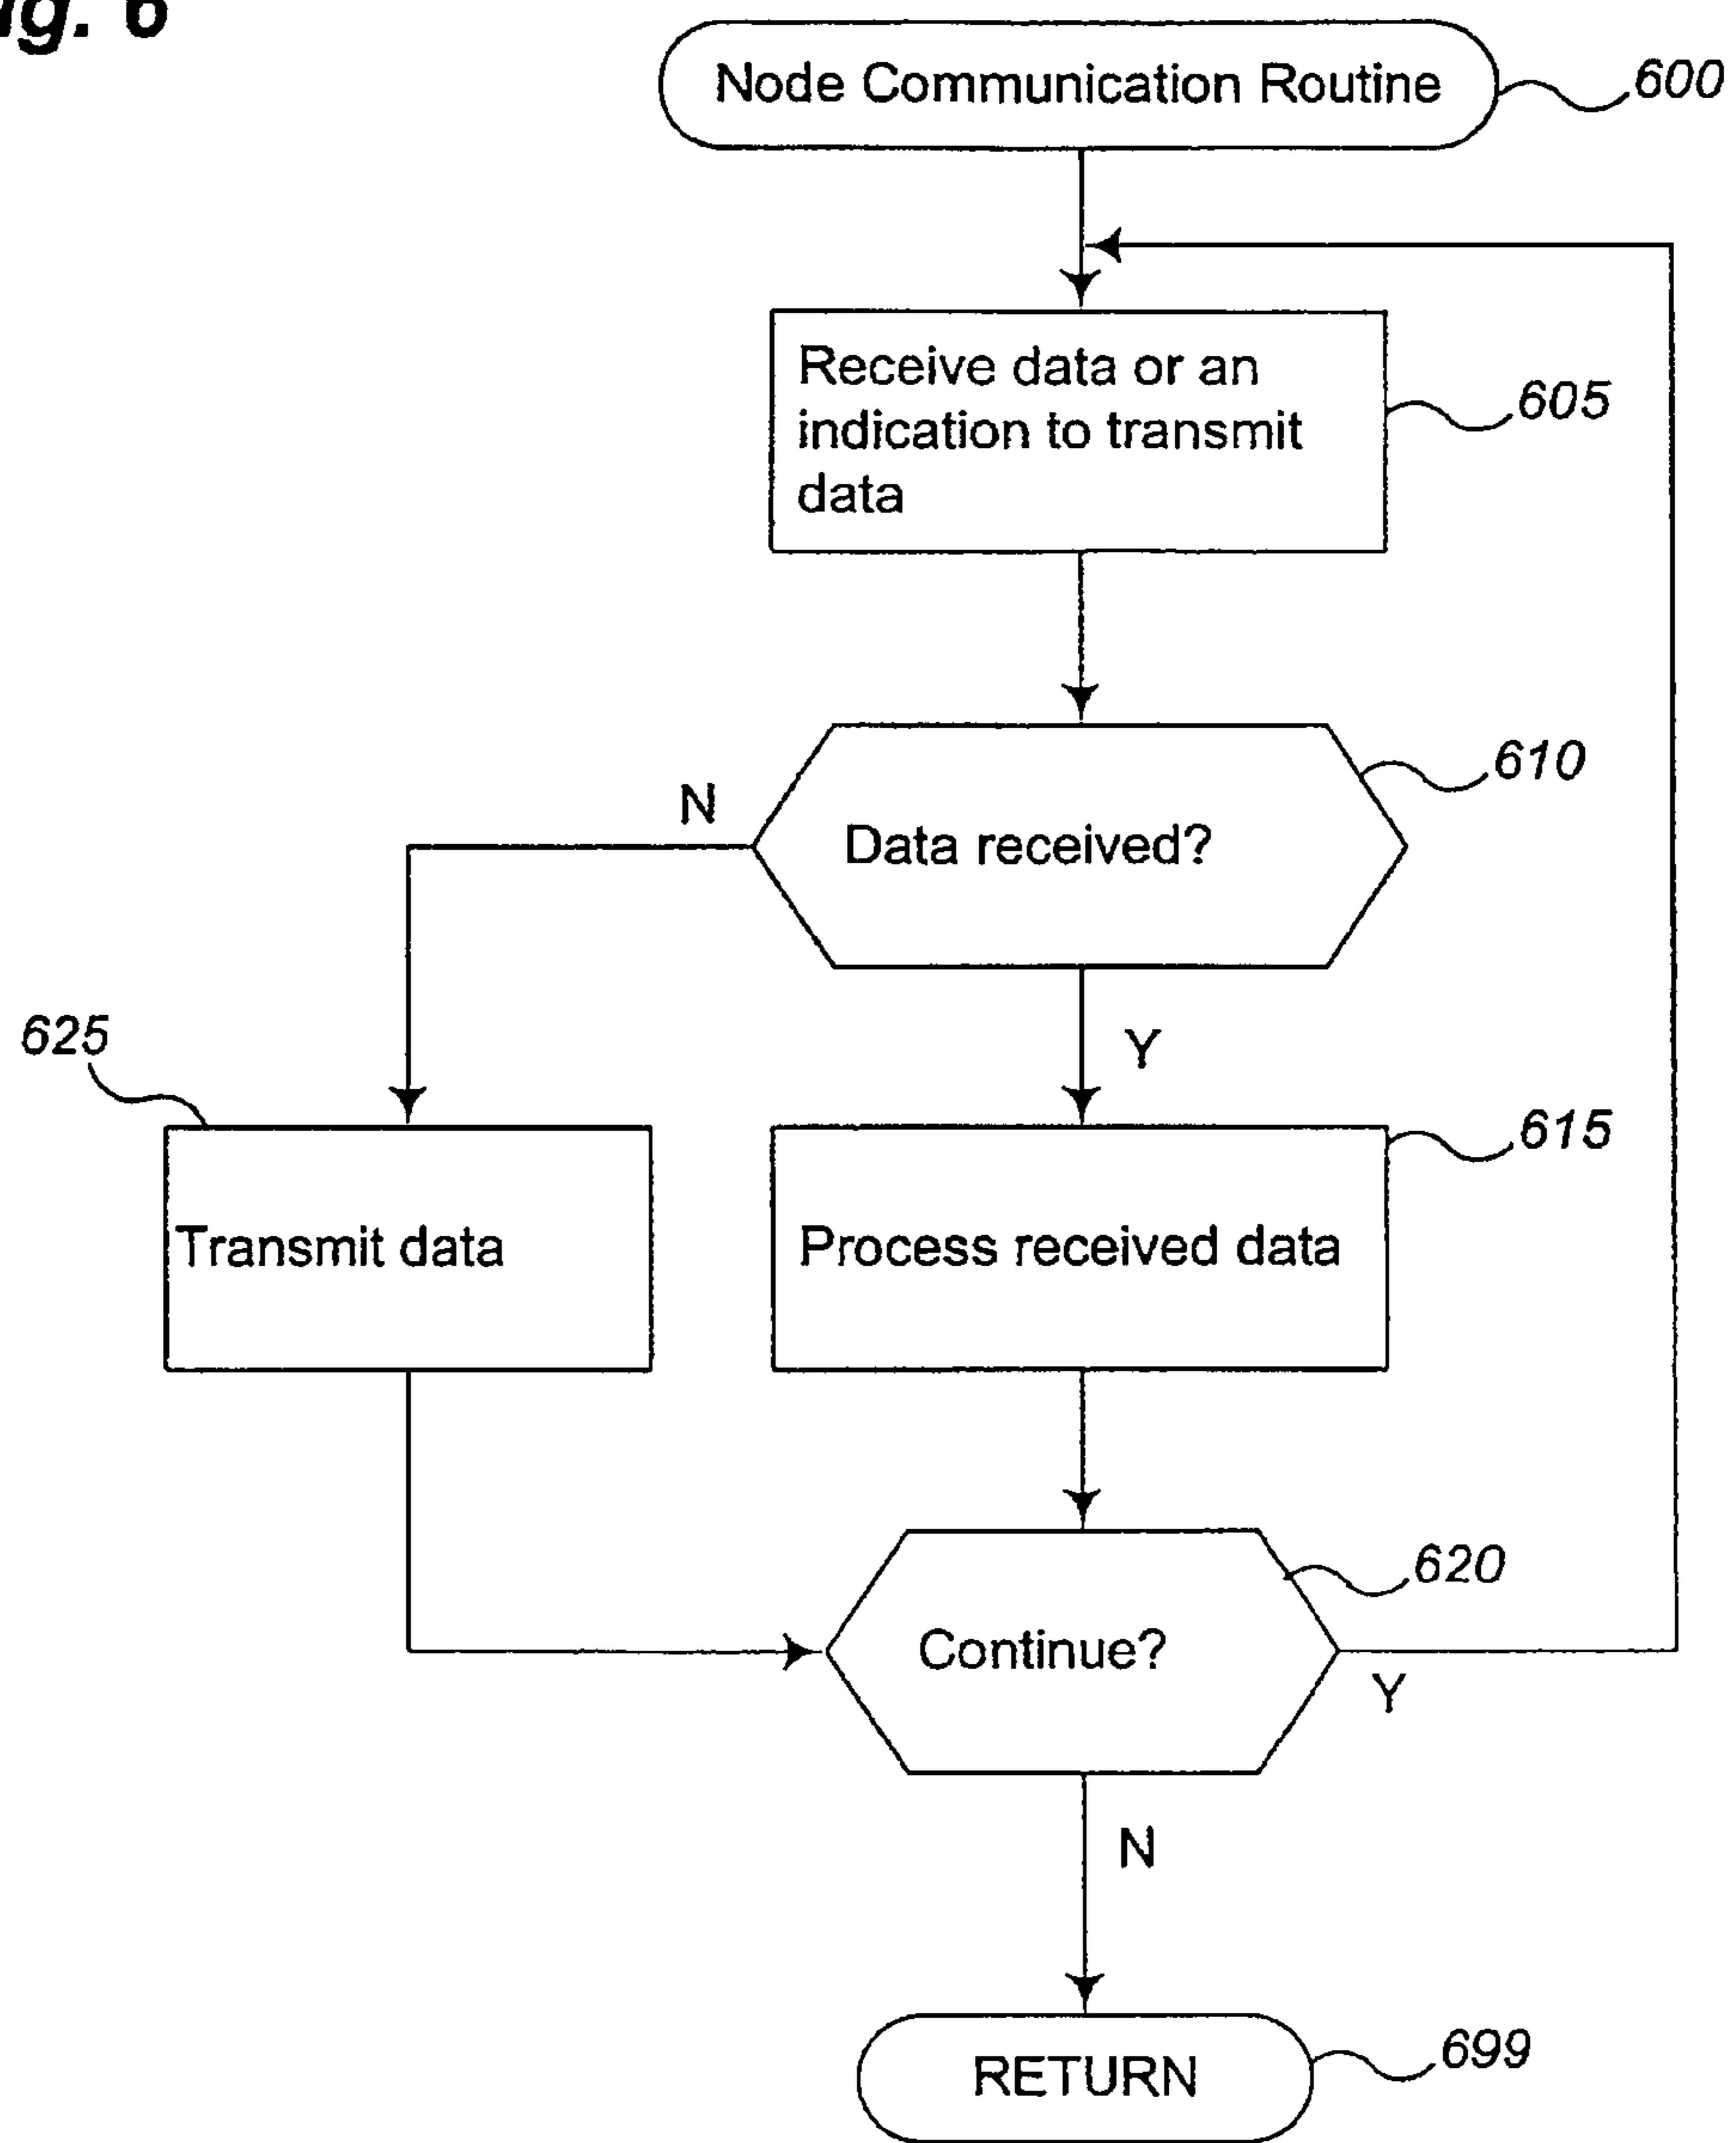 ig. 6
Node Communication Routine
600
Receive data or an
indication to transmit
data
605
610
N
Data received?
Y
625
615
Transmit data
Process received data
620
Continue?
Y
N
RETURN
699